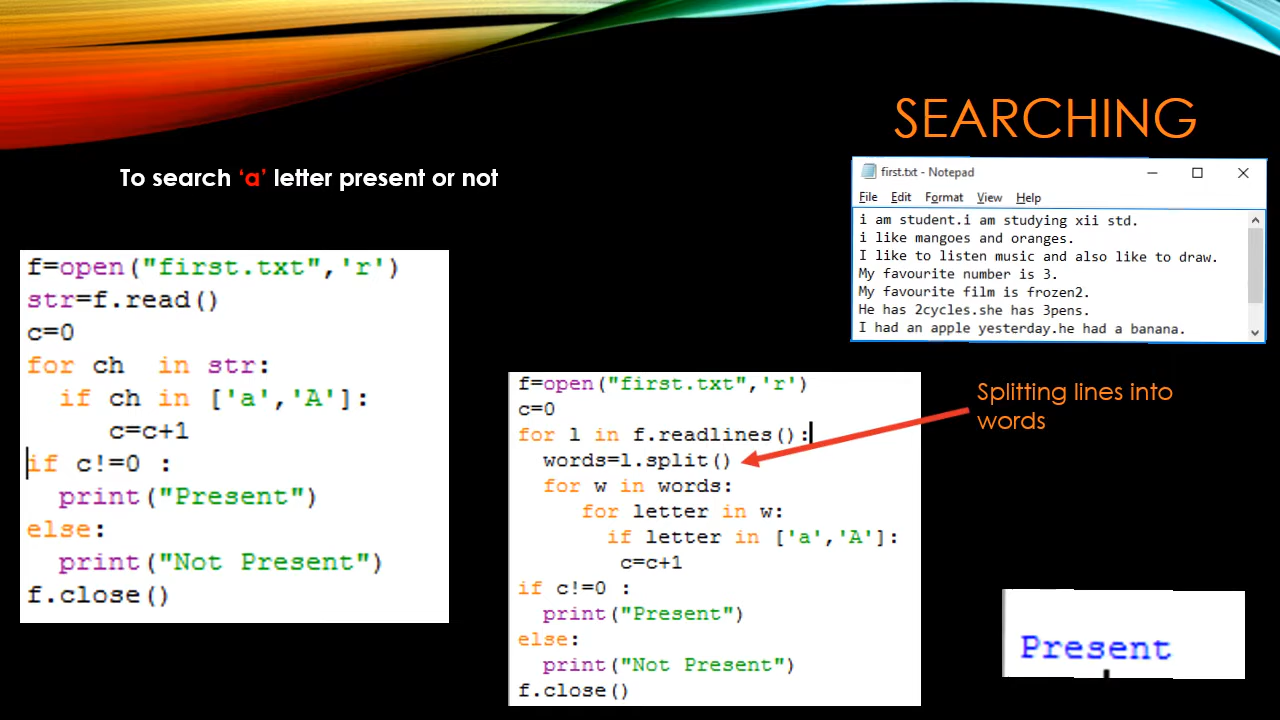 SEARCHING
To search ‘a’ letter present or not
first.txt - Notepad
File Edit Format View Help
i am student.i am studying xii std.
i like mangoes and oranges.
I like to listen music and also like to draw.
My favourite number is 3.
My favourite film is frozen2.
He has 2cycles.she has 3pens.
I had an apple yesterday.he had a banana.
f=open("first.txt",'r')
str=f.read()
c=0
for ch  in str:
  if ch in ['a','A']:
     c=c+1
if c!=0 :
  print("Present")
else:
  print("Not Present")
f.close()
f=open("first.txt",'r')
c=0
for l in f.readlines():
  words=l.split()
  for w in words:
     for letter in w:
       if letter in ['a','A']:
        c=c+1
if c!=0 :
  print("Present")
else:
  print("Not Present")
f.close()
Splitting lines into
words
Present